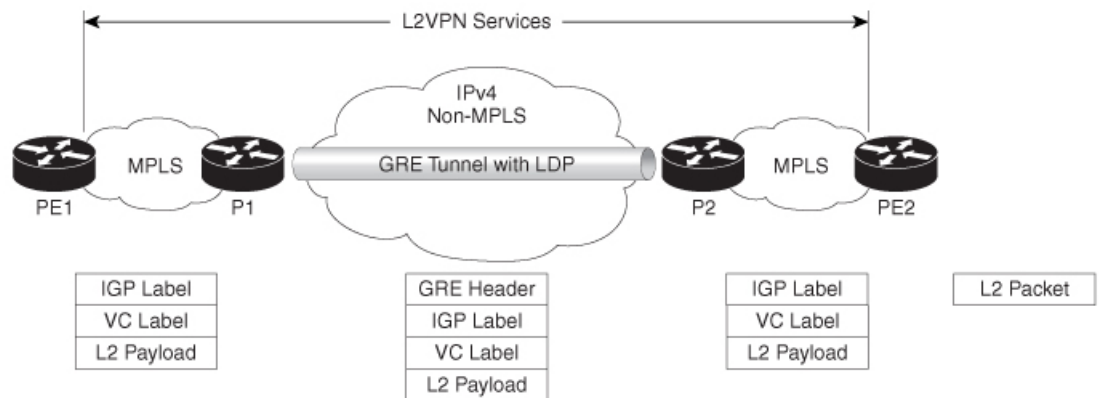 L2VPN Services
IPv4
Non-MPLS
MPLS
GRE Tunnel with LDP
MPLS
PE1
P1
P2
PE2
IGP Label
VC Label
L2 Payload
GRE Header
IGP Label
VC Label
L2 Payload
IGP Label
VC Label
L2 Payload
L2 Packet